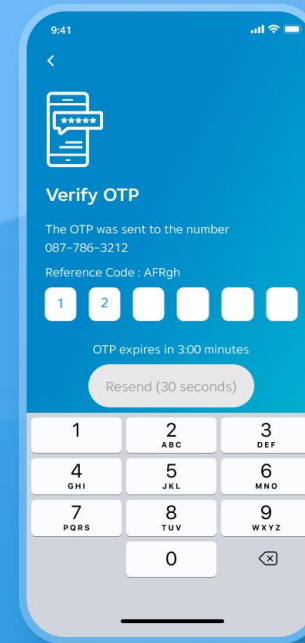 9:41
*****
Verify OTP
The OTP was sent to the number
087-786-3212
Reference Code : AFRgh
1 2
OTP expires in 3:00 minutes
Resend (30 seconds)
1 2 3
ABC DEF
4 5 6
GHI JKL MNO
7 8 9
PQRS TUV WXYZ
0